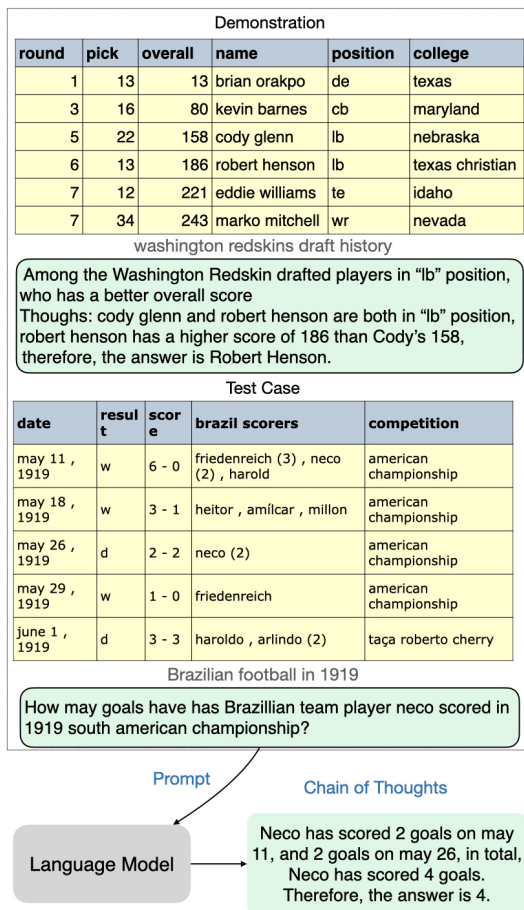 Demonstration
round pick overall name position college
1 13 13 brian orakpo de texas
3 16 80 kevin barnes cb maryland
5 22 158 cody glenn lb nebraska
6 13 186 robert henson lb texas christian
7 12 221 eddie williams te idaho
7 34 243 marko mitchell wr nevada
washington redskins draft history
Among the Washington Redskin drafted players in “lb” position,
who has a better overall score
Thoughs: cody glenn and robert henson are both in “lb” position,
robert henson has a higher score of 186 than Cody’s 158,
therefore, the answer is Robert Henson.
Test Case
date resul
t scor
e brazil scorers competition
may 11 ,
1919 w 6 - 0 friedenreich (3) , neco
(2) , harold american
championship
may 18 ,
1919 w 3 - 1 heitor , amílcar , millon american
championship
may 26 ,
1919 d 2 - 2 neco (2) american
championship
may 29 ,
1919 w 1 - 0 friedenreich american
championship
june 1 ,
1919 d 3 - 3 haroldo , arlindo (2) taça roberto cherry
Brazilian football in 1919
How may goals have has Brazillian team player neco scored in
1919 south american championship?
Prompt
Chain of Thoughts
Language Model
Neco has scored 2 goals on may
11, and 2 goals on may 26, in total,
Neco has scored 4 goals.
Therefore, the answer is 4.